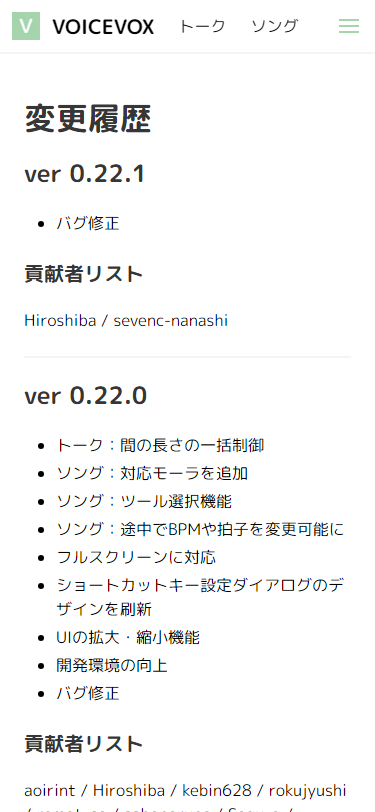 V VOICEVOX トーク ソング
変更履歴
ver 0.22.1
• バグ修正
貢献者リスト
Hiroshiba / sevenc-nanashi
ver 0.22.0
• トーク：間の長さの一括制御
• ソング：対応モーラを追加
• ソング：ツール選択機能
• ソング：途中でBPMや拍子を変更可能に
• フルスクリーンに対応
• ショートカットキー設定ダイアログのデ
ザインを刷新
• UIの拡大・縮小機能
• 開発環境の向上
• バグ修正
貢献者リスト
aoirint / Hiroshiba / kebin628 / rokujyushi